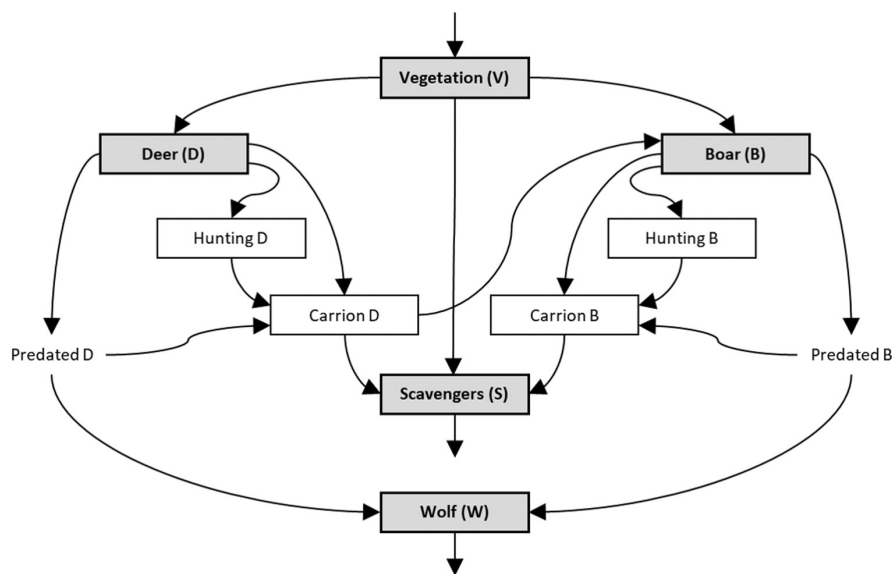 Vegetation (V)
Deer (D)
Boar (B)
Hunting D
Hunting B
Carrion D
Carrion B
Predated D
Predated B
Scavengers (S)
Wolf (W)